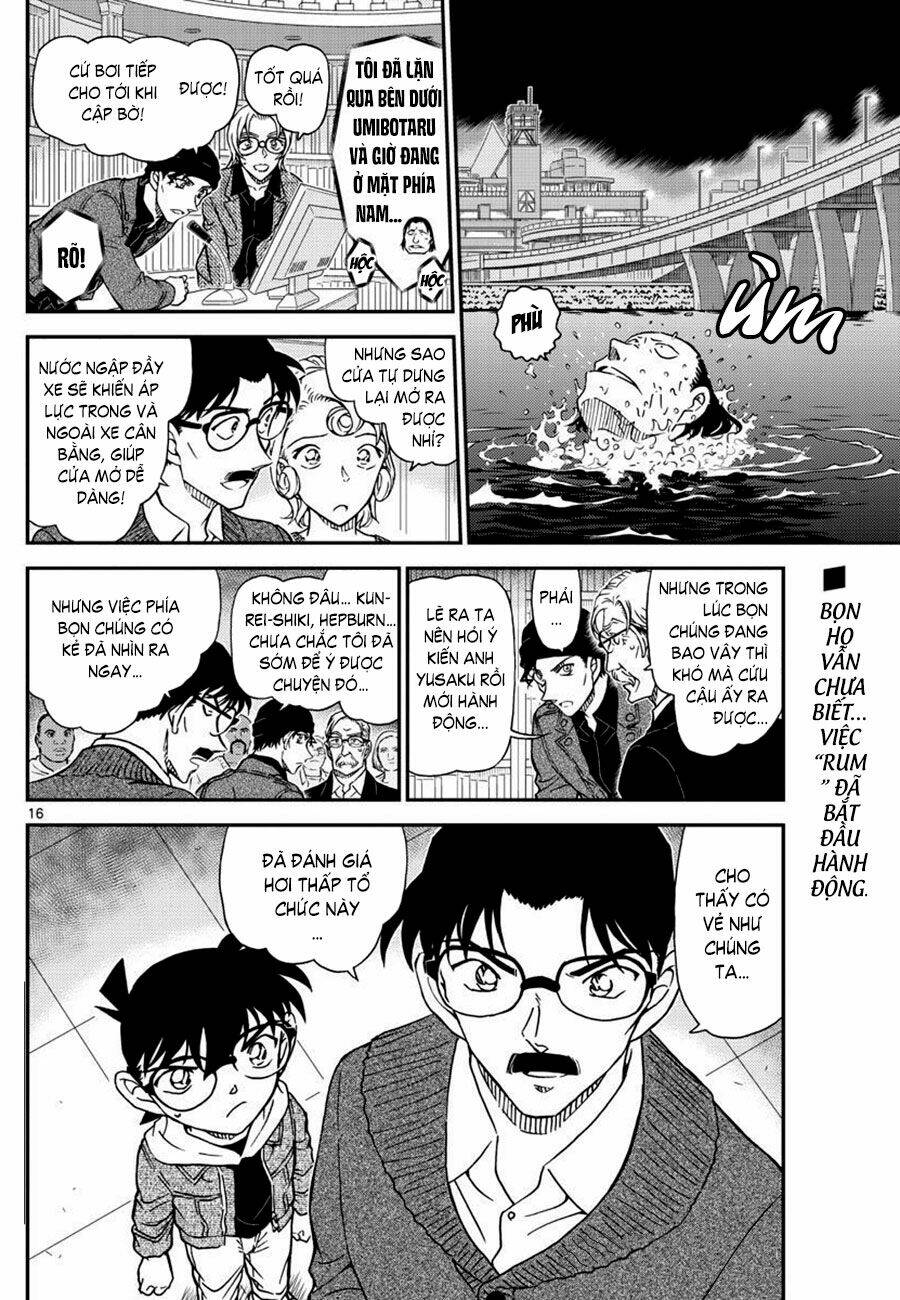 ÙM
PHÙ
TÔI ĐÃ LẶN
QUA BÊN DƯỚI
UMIBOTARU
VÀ GIỜ ĐANG
Ở MẶT PHÍA
NAM...
HỘC
HỘC
TỐT QUÁ
RỒI!
ĐƯỢC!
CỨ BƠI TIẾP
CHO TỚI KHI
CẬP BỜ!
RÕ!
NHƯNG SAO
CỬA TỰ DƯNG
LẠI MỞ RA
ĐƯỢC
NHỈ?
NƯỚC NGẬP ĐẦY
XE SẼ KHIẾN ÁP
LỰC TRONG VÀ
NGOÀI XE CÂN
BẰNG, GIÚP
CỬA MỞ DỄ
DÀNG!
NHƯNG TRONG
LÚC BỌN
CHÚNG ĐANG
BAO VÂY THÌ
KHÓ MÀ CỨU
CẬU ẤY RA
ĐƯỢC...
PHẢI
...
LẼ RA TA
NÊN HỎI Ý
KIẾN ANH
YUSAKU RỒI
MỚI HÀNH
ĐỘNG...
KHÔNG ĐÂU... KUN-
REI-SHIKI, HEPBURN...
CHƯA CHẮC TÔI ĐÃ
SỚM ĐỂ Ý ĐƯỢC
CHUYỆN ĐÓ...
NHƯNG VIỆC PHÍA
BỌN CHÚNG CÓ
KẺ ĐÃ NHÌN RA
NGAY...
BỌN
HỌ
VẪN
CHƯA
BIẾT...
VIỆC
“RUM
” ĐÃ
BẮT
ĐẦU
HÀNH
ĐỘNG.
16
CHO
THẤY CÓ
VẺ NHƯ
CHÚNG
TA...
ĐÃ ĐÁNH GIÁ
HƠI THẤP TỔ
CHỨC NÀY
...